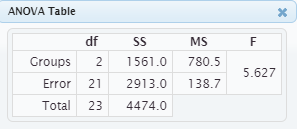 ANOVA Table
df SS MS F
Groups 2 1561.0 780.5 5.627
Error 21 2913.0 138.7
Total 23 4474.0